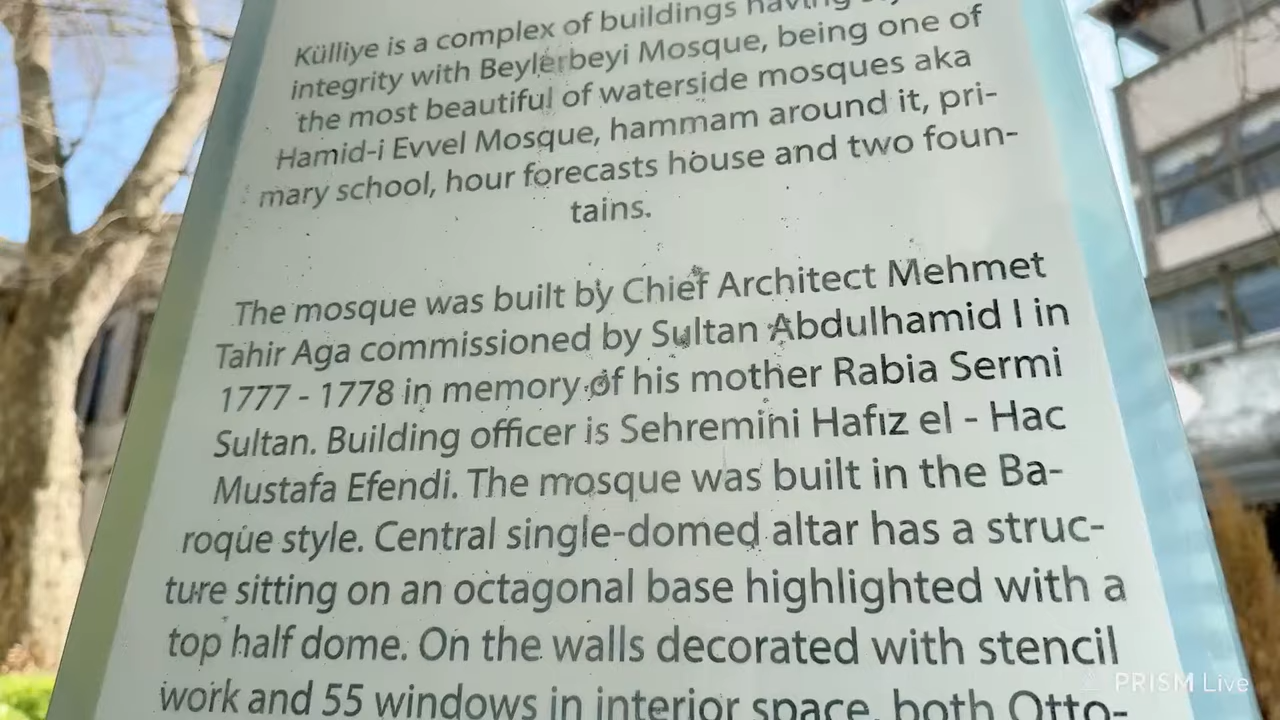 Külliye is a complex of buildings having
integrity with Beylerbeyi Mosque, being one of
the most beautiful of waterside mosques aka
Hamid-i Evvel Mosque, hammam around it, pri-
mary school, hour forecasts house and two foun-
tains.
The mosque was built by Chief Architect Mehmet
Tahir Aga commissioned by Sultan Abdulhamid I in
1777 - 1778 in memory of his mother Rabia Sermi
Sultan. Building officer is Sehremini Hafız el - Hac
Mustafa Efendi. The mosque was built in the Ba-
roque style. Central single-domed altar has a struc-
ture sitting on an octagonal base highlighted with a
top half dome. On the walls decorated with stencil
work and 55 windows in interior space, both Otto-
PRISM Live